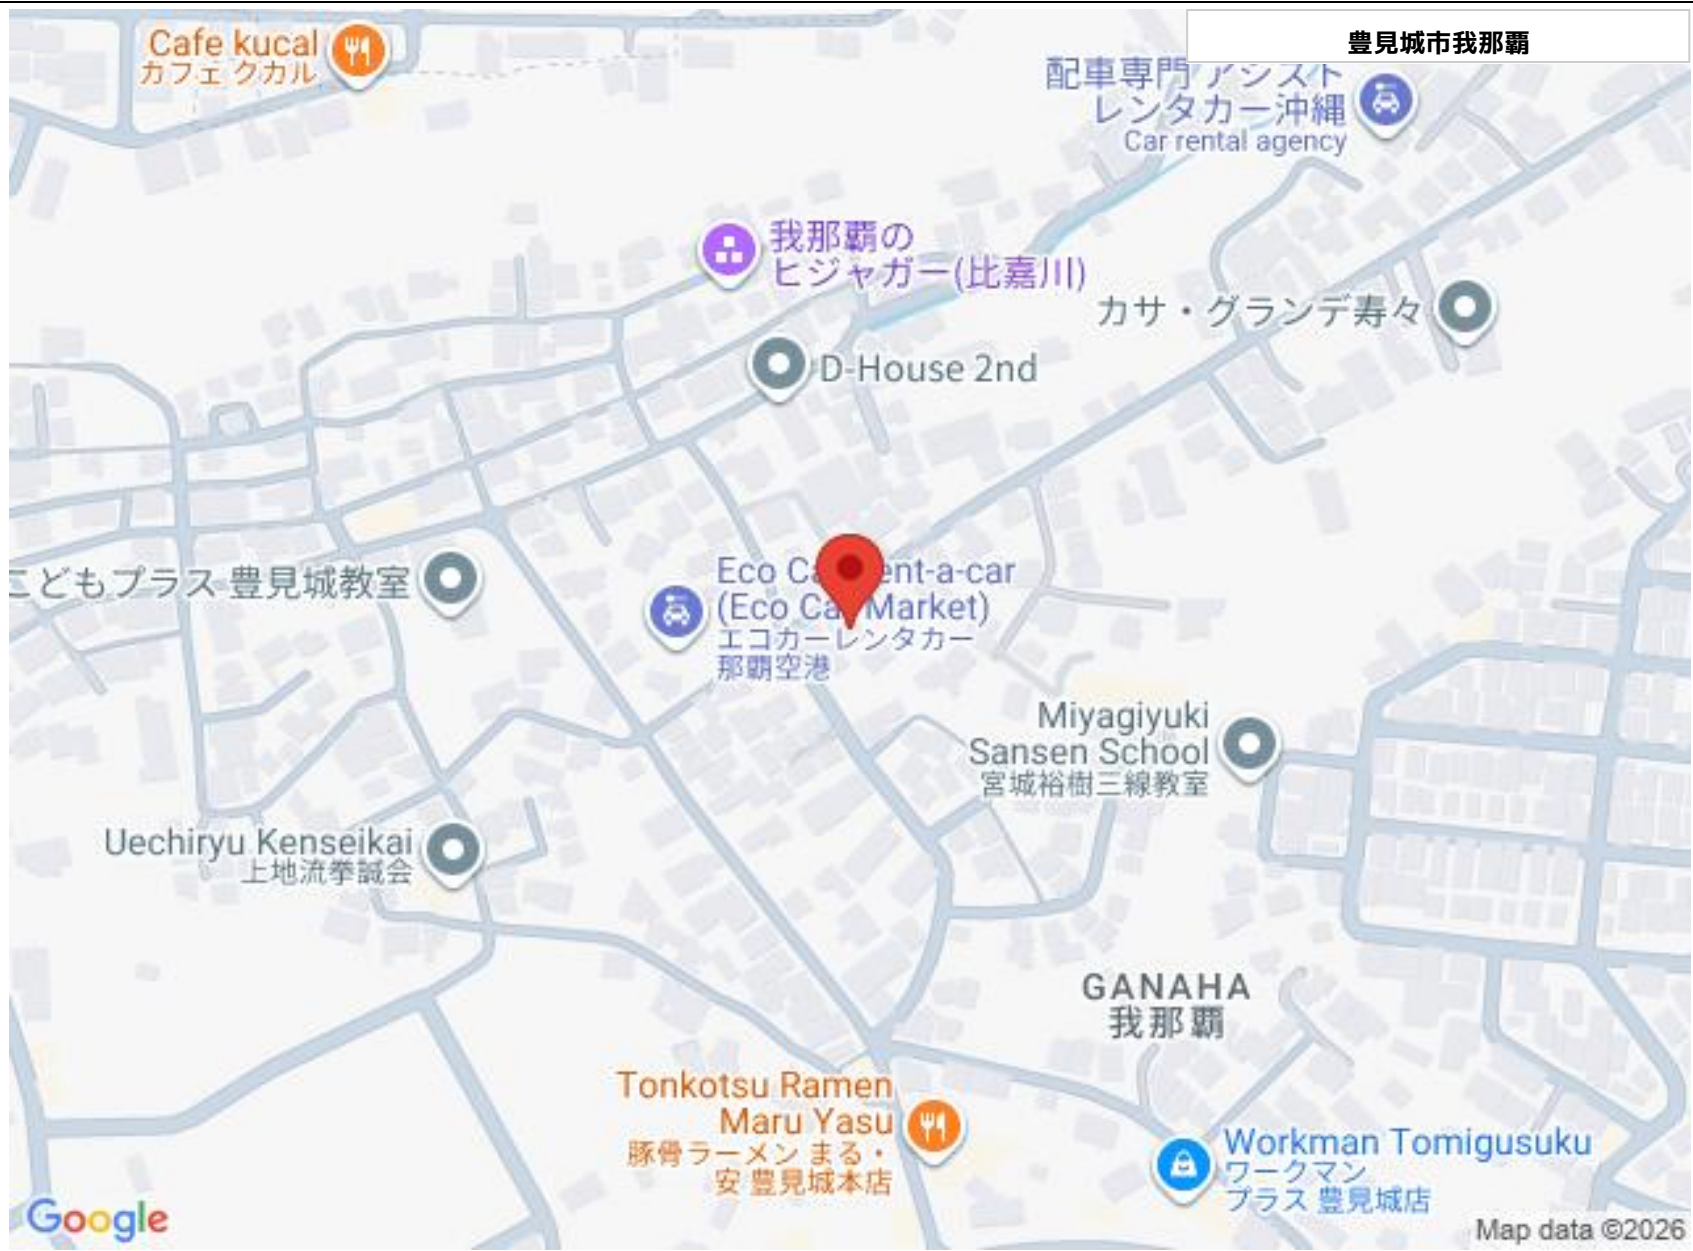 豊見城市我那覇
Cafe kucal
カフェ クカル
配車専門 アシスト
レンタカー沖縄
Car rental agency
我那覇の
ヒジャガー(比嘉川)
カサ・グランデ寿々
D-House 2nd
こどもプラス 豊見城教室
Eco Ca ent-a-car
(Eco Ca Market)
エコカーレンタカー
那覇空港
Miyagiyuki
Sansen School
宮城裕樹三線教室
Uechiryu Kenseikai
上地流拳誠会
GANAHA
我那覇
Tonkotsu Ramen
Maru Yasu
豚骨ラーメン まる・
安 豊見城本店
Workman Tomigusuku
ワークマン
プラス 豊見城店
Google
Map data ©2026